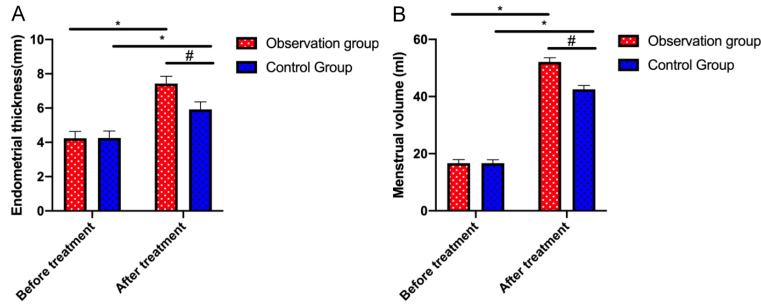 A
*
*
#
Observation group
Control Group
Endometrial thickness(mm)
10
8
6
4
2
0
Before treatment
After treatment
B
*
*
#
Observation group
Control Group
Menstrual volume (ml)
60
40
20
0
Before treatment
After treatment